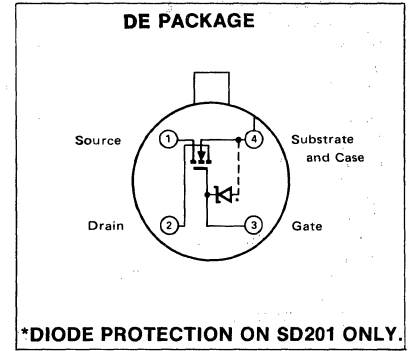 DE PACKAGE
Source 1 4 Substrate
and Case
Drain 2 3 Gate
*
*DIODE PROTECTION ON SD201 ONLY.